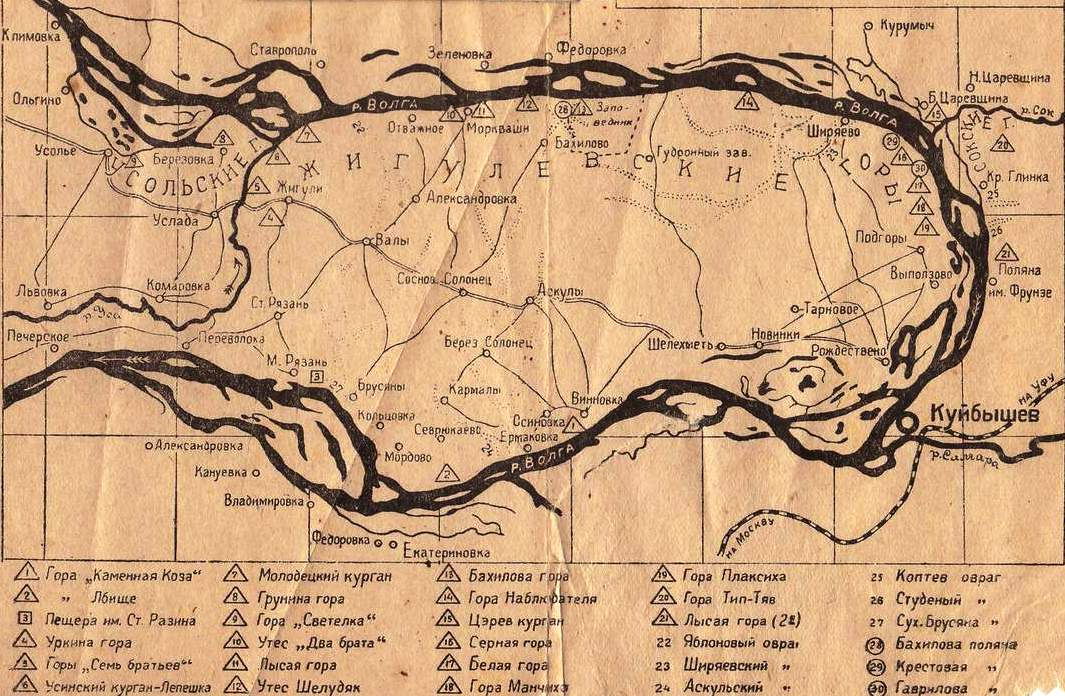 Климовка
Курумыч
Ставрополь
Зеленовка
Федоровка
Н.Царевщина
Ольгино
р. Волга
Б.Царевщина
р. Сок
Отважное
Моркваши
Запо-
ведник
Бахилово
р. Волга
Ширяево
Усолье
Березовка
Гудронный зав.
СОКСКИЕ Г.
Кр. Глинка
УСОЛЬСКИЕ Г.
ЖИГУЛЕВСКИЕ ГОРЫ
Жигули
Услада
Александровка
Валы
Подгоры
Выползово
Поляна
им. Фрунзе
Львовка
Комаровка
р. Уса
Соснов. Солонец
Аскулы
Ст. Рязань
Тарновое
Печерское
Переволока
Берез. Солонец
Шелехметь
Новинки
Рождествено
М. Рязань
Брусяны
Кармалы
Винновка
на Уфу
Кольцовка
Осиновка
Куйбышев
Севрюкаево
Ермаковка
Александровка
Мордово
р. Волга
р. Самара
Кануевка
Владимировка
на Москву
Федоровка
Екатериновка
1 Гора „Каменная Коза“
2 „ Лбище
3 Пещера им. Ст. Разина
4 Уркина гора
5 Горы „Семь братьев“
6 Усинский курган-Лепешка
7 Молодецкий курган
8 Грунина гора
9 Гора „Светелка“
10 Утес „Два брата“
11 Лысая гора
12 Утес Шелудяк
13 Бахилова гора
14 Гора Наблюдателя
15 Царев курган
16 Серная гора
17 Белая гора
18 Гора Манчиха
19 Гора Плаксиха
20 Гора Тип-Тяв
21 Лысая гора (2я)
22 Яблоновый овраг
23 Ширяевский „
24 Аскульский „
25 Коптев овраг
26 Студеный „
27 Сух. Брусяна „
28 Бахилова поляна
29 Крестовая „
30 Гаврилова „